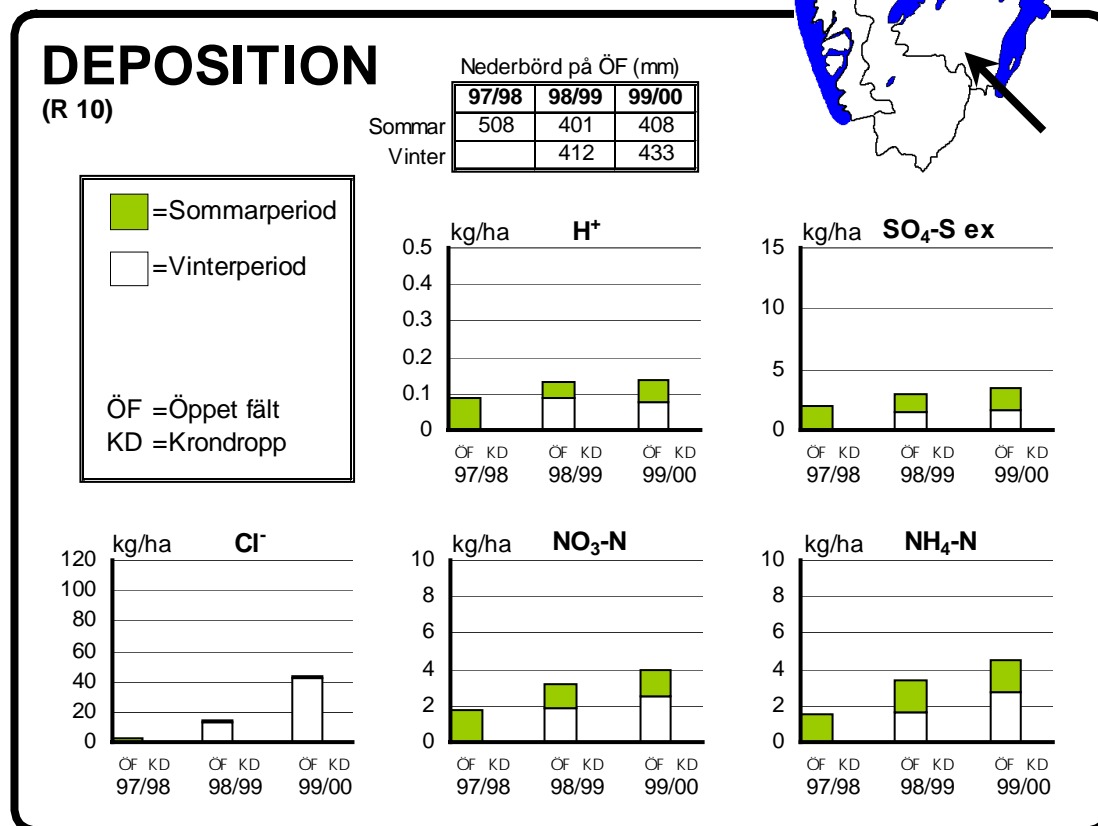 DEPOSITION
(R 10)
Nederbörd på ÖF (mm)
97/98 98/99 99/00
Sommar 508 401 408
Vinter 412 433
=Sommarperiod
=Vinterperiod
ÖF =Öppet fält
KD =Krondropp
kg/ha H⁺
0.5
0.4
0.3
0.2
0.1
0
ÖF KD ÖF KD ÖF KD
97/98 98/99 99/00
kg/ha SO₄-S ex
15
10
5
0
ÖF KD ÖF KD ÖF KD
97/98 98/99 99/00
kg/ha Cl⁻
120
100
80
60
40
20
0
ÖF KD ÖF KD ÖF KD
97/98 98/99 99/00
kg/ha NO₃-N
10
8
6
4
2
0
ÖF KD ÖF KD ÖF KD
97/98 98/99 99/00
kg/ha NH₄-N
10
8
6
4
2
0
ÖF KD ÖF KD ÖF KD
97/98 98/99 99/00